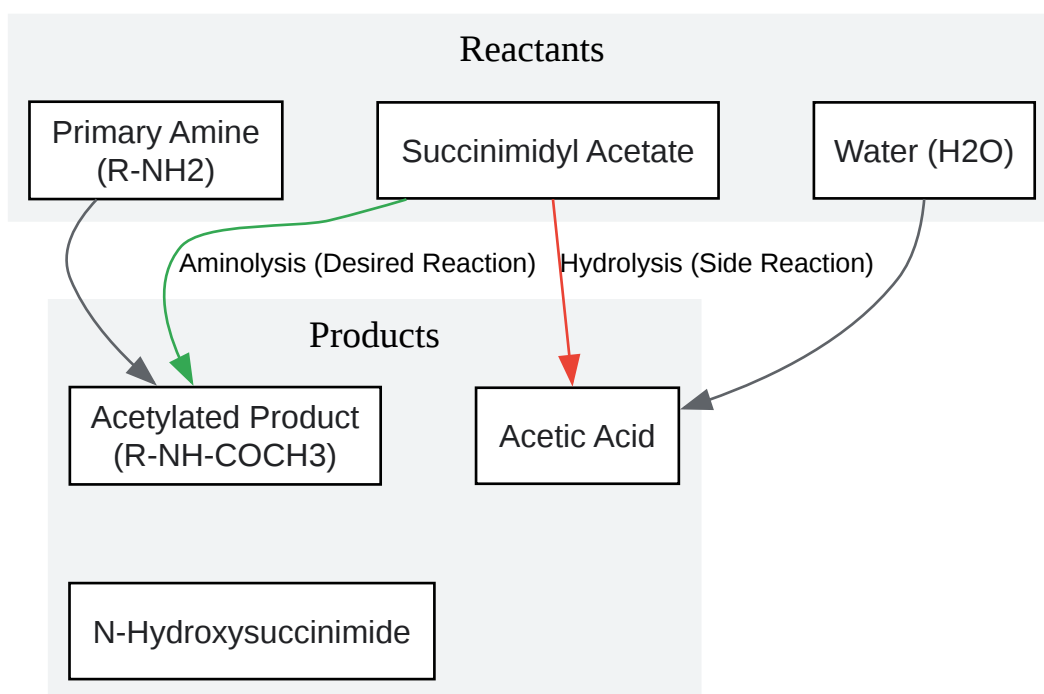 Reactants
Primary Amine
(R-NH2)
Succinimidyl Acetate
Water (H2O)
Aminolysis (Desired Reaction)
Hydrolysis (Side Reaction)
Products
Acetylated Product
(R-NH-COCH3)
Acetic Acid
N-Hydroxysuccinimide